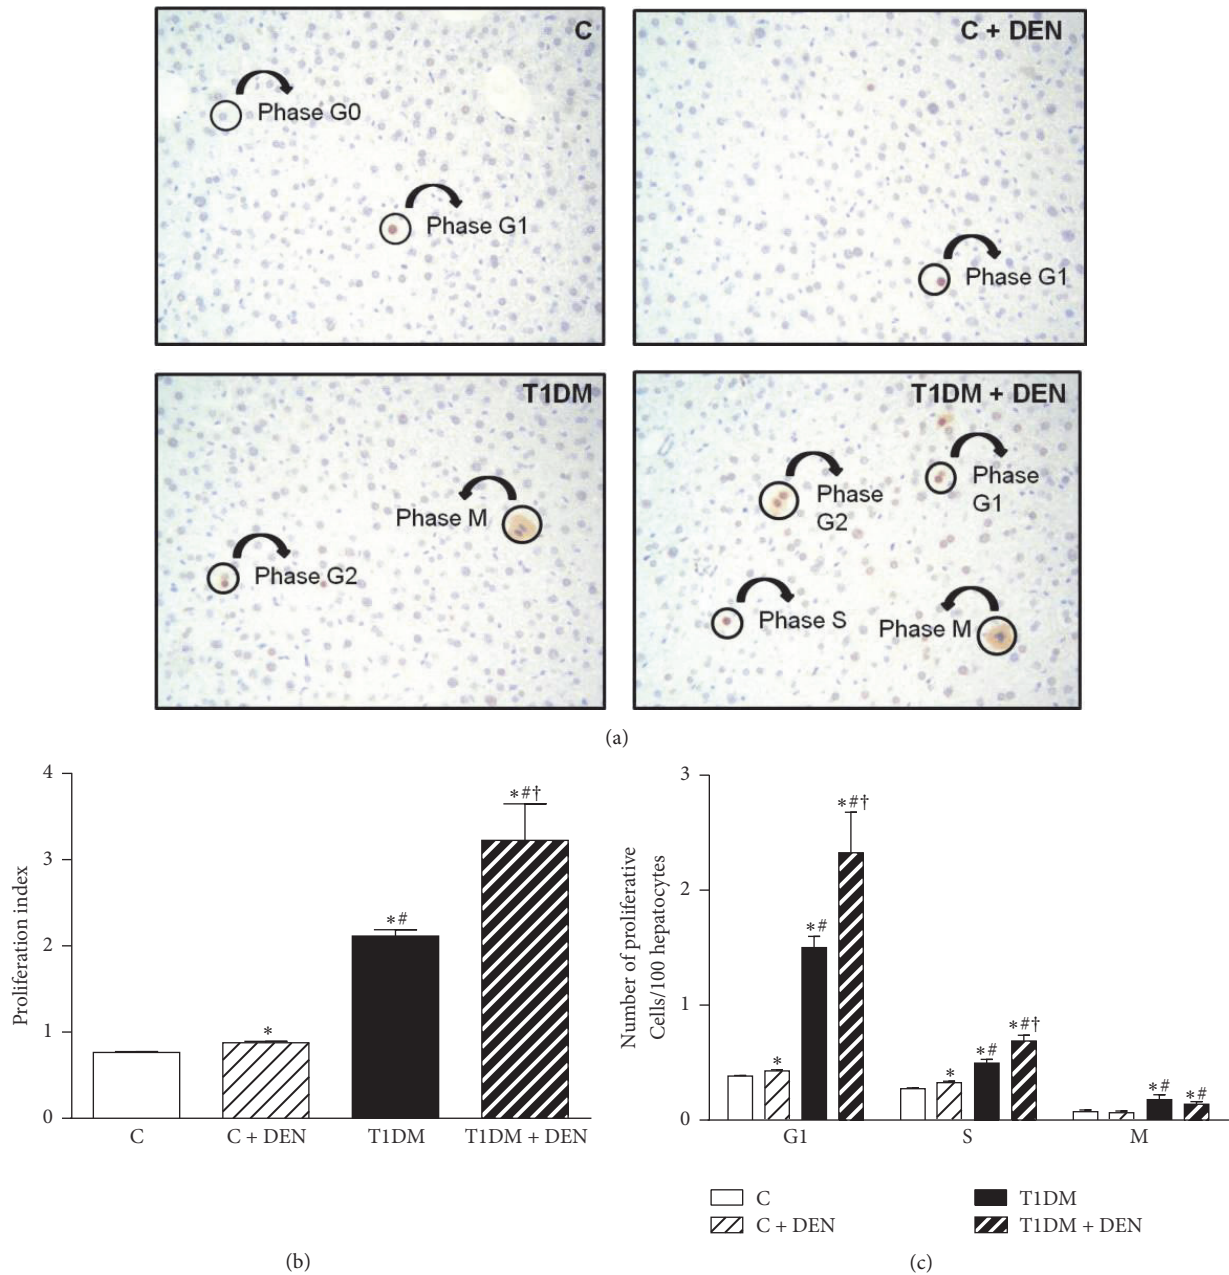 C
Phase G0
Phase G1
C + DEN
Phase G1
T1DM
Phase M
Phase G2
T1DM + DEN
Phase
G2
Phase
G1
Phase S
Phase M
(a)
4
3
2
1
0
Proliferation index
*
*#
*#†
C
C + DEN
T1DM
T1DM + DEN
(b)
3
2
1
0
Number of proliferative
Cells/100 hepatocytes
*
*#
*#†
*
*#
*#†
*#
*#
G1
S
M
C
C + DEN
T1DM
T1DM + DEN
(c)